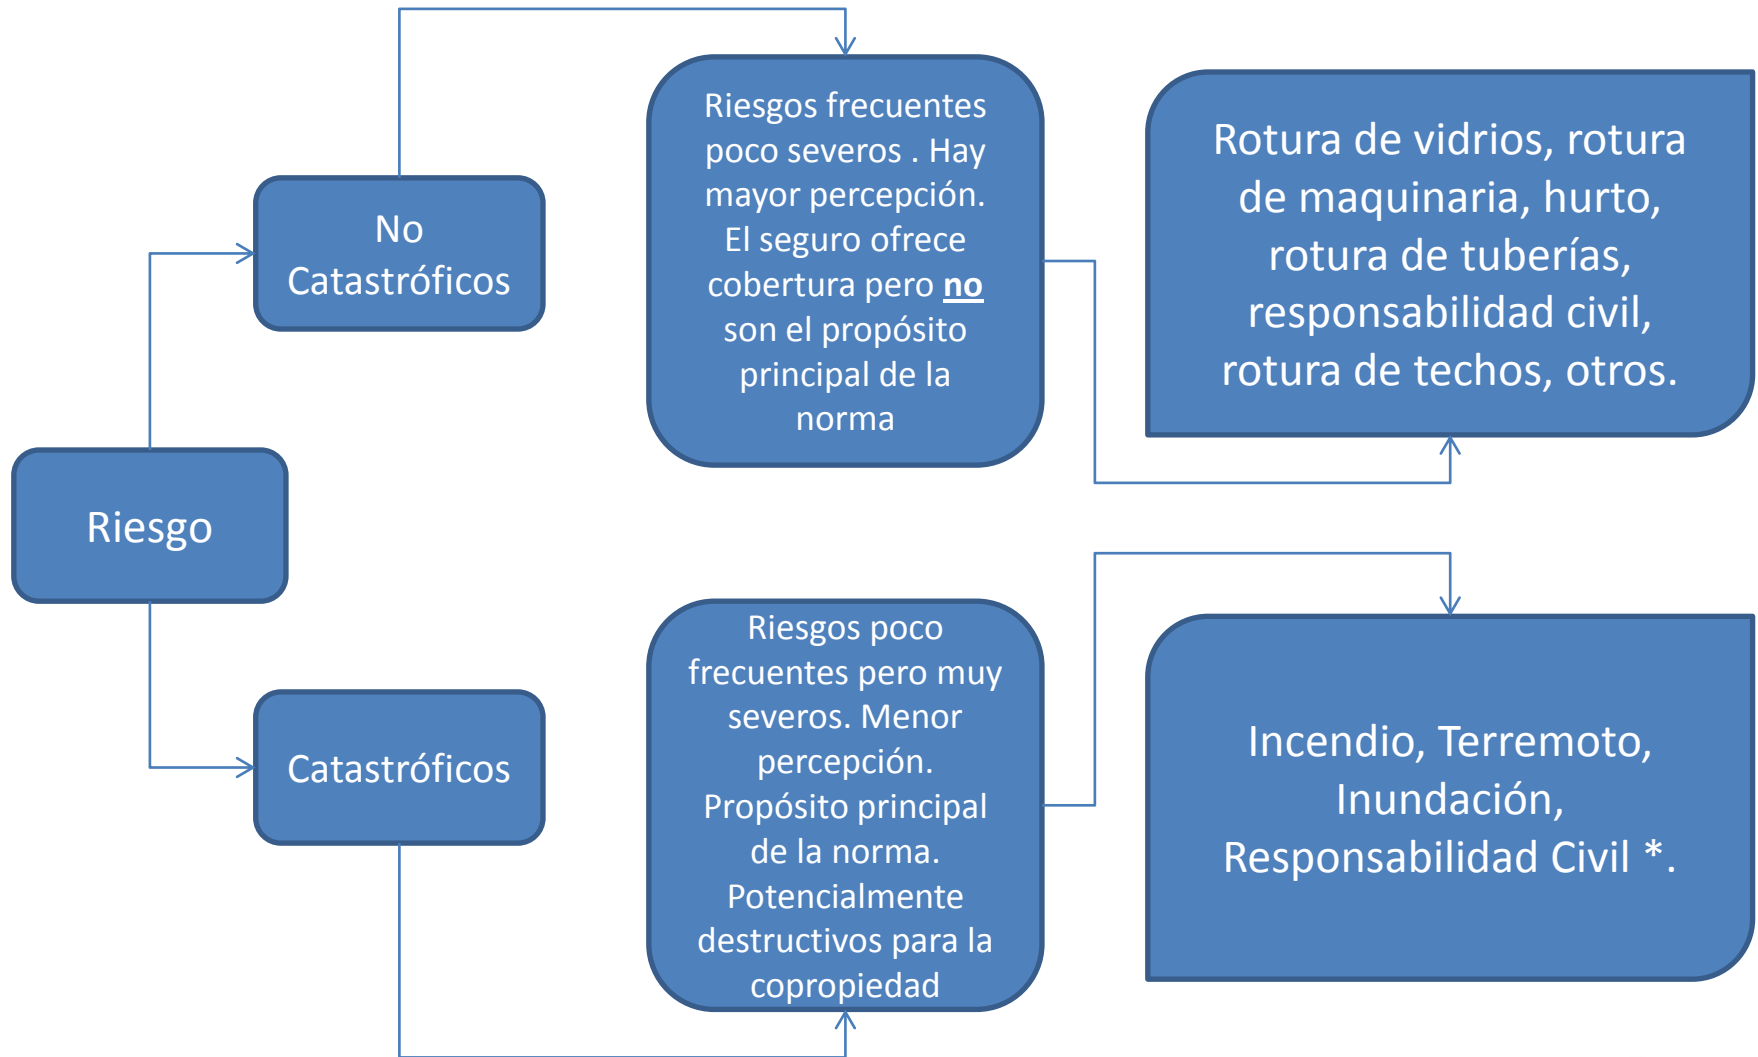 Riesgo
No
Catastróficos
Riesgos frecuentes
poco severos . Hay
mayor percepción.
El seguro ofrece
cobertura pero no
son el propósito
principal de la
norma
Rotura de vidrios, rotura
de maquinaria, hurto,
rotura de tuberías,
responsabilidad civil,
rotura de techos, otros.
Catastróficos
Riesgos poco
frecuentes pero muy
severos. Menor
percepción.
Propósito principal
de la norma.
Potencialmente
destructivos para la
copropiedad
Incendio, Terremoto,
Inundación,
Responsabilidad Civil *.